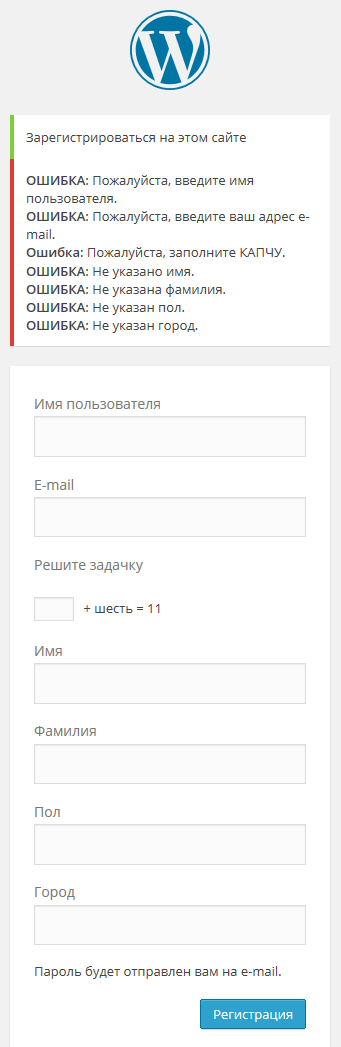 Зарегистрироваться на этом сайте
ОШИБКА: Пожалуйста, введите имя
пользователя.
ОШИБКА: Пожалуйста, введите ваш адрес e-
mail.
Ошибка: Пожалуйста, заполните КАПЧУ.
ОШИБКА: Не указано имя.
ОШИБКА: Не указана фамилия.
ОШИБКА: Не указан пол.
ОШИБКА: Не указан город.
Имя пользователя
E-mail
Решите задачку
+ шесть = 11
Имя
Фамилия
Пол
Город
Пароль будет отправлен вам на e-mail.
Регистрация